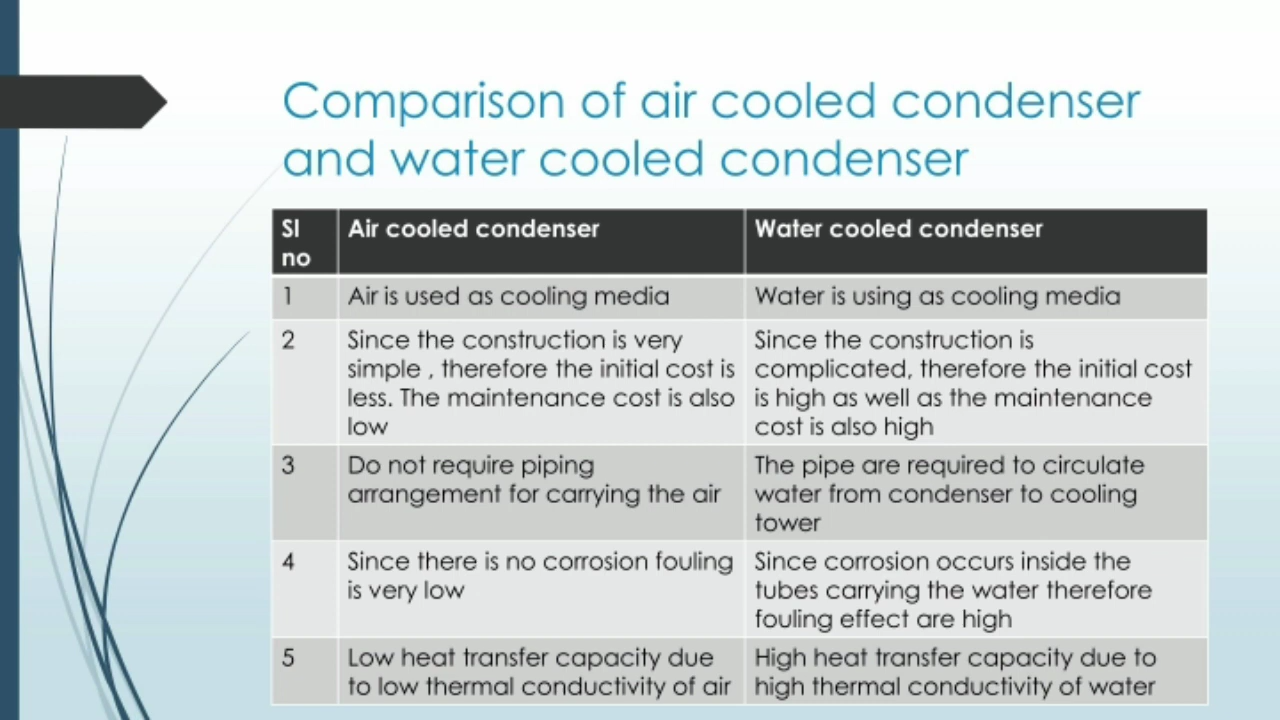 Comparison of air cooled condenser
and water cooled condenser
Sl
no
Air cooled condenser
Water cooled condenser
1
Air is used as cooling media
Water is using as cooling media
2
Since the construction is very
simple , therefore the initial cost is
less. The maintenance cost is also
low
Since the construction is
complicated, therefore the initial cost
is high as well as the maintenance
cost is also high
3
Do not require piping
arrangement for carrying the air
The pipe are required to circulate
water from condenser to cooling
tower
4
Since there is no corrosion fouling
is very low
Since corrosion occurs inside the
tubes carrying the water therefore
fouling effect are high
5
Low heat transfer capacity due
to low thermal conductivity of air
High heat transfer capacity due to
high thermal conductivity of water